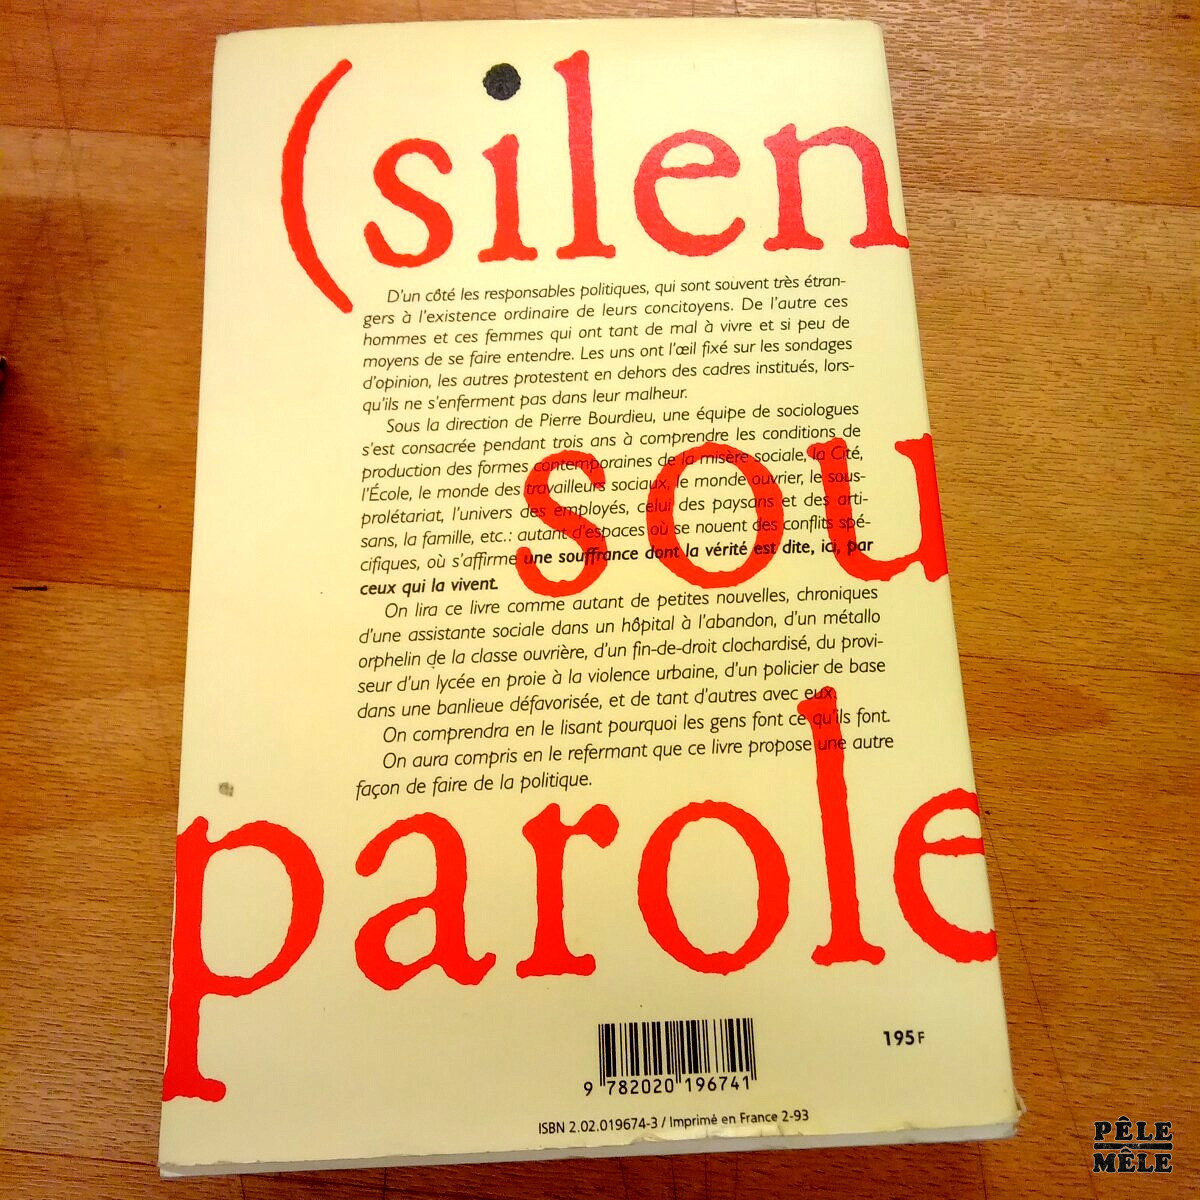 (silen
D'un côté les responsables politiques, qui sont souvent très étran-
gers à l'existence ordinaire de leurs concitoyens. De l'autre ces
hommes et ces femmes qui ont tant de mal à vivre et si peu de
moyens de se faire entendre. Les uns ont l'œil fixé sur les sondages
d'opinion, les autres protestent en dehors des cadres institués, lors-
qu'ils ne s'enferment pas dans leur malheur.
Sous la direction de Pierre Bourdieu, une équipe de sociologues
s'est consacrée pendant trois ans à comprendre les conditions de
production des formes contemporaines de la misère sociale, la Cité,
l'École, le monde des travailleurs sociaux, le monde ouvrier, le sous-
prolétariat, l'univers des employés, celui des paysans et des arti-
sans, la famille, etc.: autant d'espaces où se nouent des conflits spé-
cifiques, où s'affirme une souffrance dont la vérité est dite, ici, par
ceux qui la vivent.
sou
On lira ce livre comme autant de petites nouvelles, chroniques
d'une assistante sociale dans un hôpital à l'abandon, d'un métallo
orphelin de la classe ouvrière, d'un fin-de-droit clochardisé, du provi-
seur d'un lycée en proie à la violence urbaine, d'un policier de base
dans une banlieue défavorisée, et de tant d'autres avec eux.
On comprendra en le lisant pourquoi les gens font ce qu'ils font.
On aura compris en le refermant que ce livre propose une autre
façon de faire de la politique.
parole
195F
9 782020 196741
ISBN 2.02.019674-3 / Imprimé en France 2-93
PÊLE
MÊLE